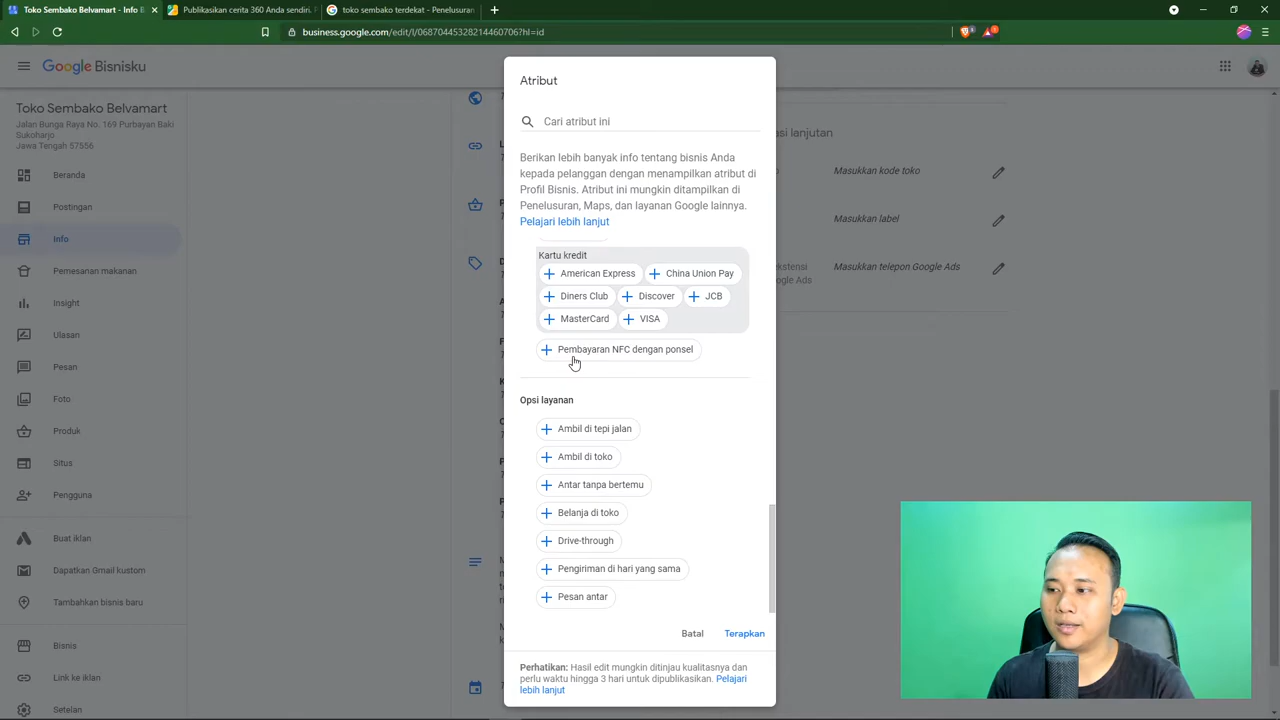 Toko Sembako Belvamart - Info B
Publikasikan cerita 360 Anda sendiri.
toko sembako terdekat - Penelusuran
business.google.com/edit/l/06870445328214460706?hl=id
Google Bisnisku
Toko Sembako Belvamart
Jalan Bunga Raya No. 169 Purbayan Baki
Sukoharjo
Jawa Tengah 57556
Beranda
Postingan
Info
Pemesanan makanan
Insight
Ulasan
Pesan
Foto
Produk
Situs
Pengguna
Buat iklan
Dapatkan Gmail kustom
Tambahkan bisnis baru
Bisnis
Link ke iklan
Setelan
Atribut
Cari atribut ini
Berikan lebih banyak info tentang bisnis Anda
kepada pelanggan dengan menampilkan atribut di
Profil Bisnis. Atribut ini mungkin ditampilkan di
Penelusuran, Maps, dan layanan Google lainnya.
Pelajari lebih lanjut
Kartu kredit
American Express China Union Pay
Diners Club Discover JCB
MasterCard VISA
Pembayaran NFC dengan ponsel
Opsi layanan
Ambil di tepi jalan
Ambil di toko
Antar tanpa bertemu
Belanja di toko
Drive-through
Pengiriman di hari yang sama
Pesan antar
Batal Terapkan
Perhatian: Hasil edit mungkin ditinjau kualitasnya dan
perlu waktu hingga 3 hari untuk dipublikasikan. Pelajari
lebih lanjut
lanjutan
Masukkan kode toko
Masukkan label
Masukkan telepon Google Ads
Ads